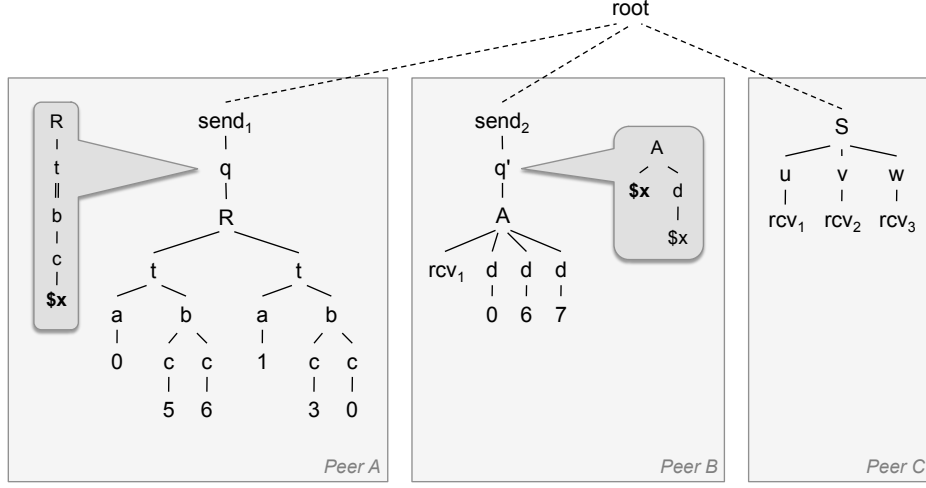 root
R
t
b
c
$x
send1
q
R
t t
a b a b
0 c c 1 c c
5 6 3 0
Peer A
send2
q'
A
rcv1 d d d
0 6 7
A
$x d
$x
Peer B
S
u v w
rcv1 rcv2 rcv3
Peer C